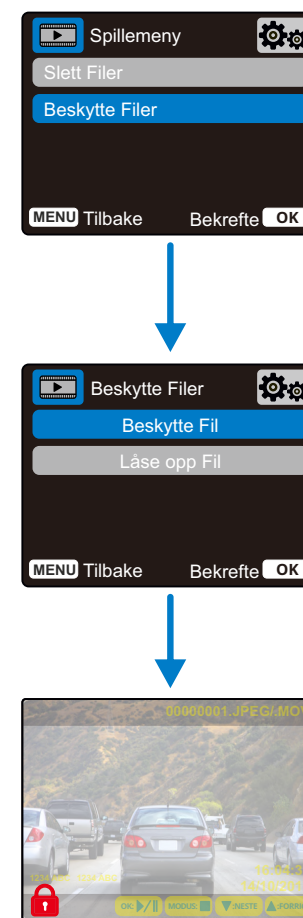 Spillemeny
Slett Filer
Beskytte Filer
MENU Tilbake Bekrefte OK
Beskytte Filer
Beskytte Fil
Låse opp Fil
MENU Tilbake Bekrefte OK
00000001.JPEG/.MOV
OK: MODUS: :NESTE :FORRI